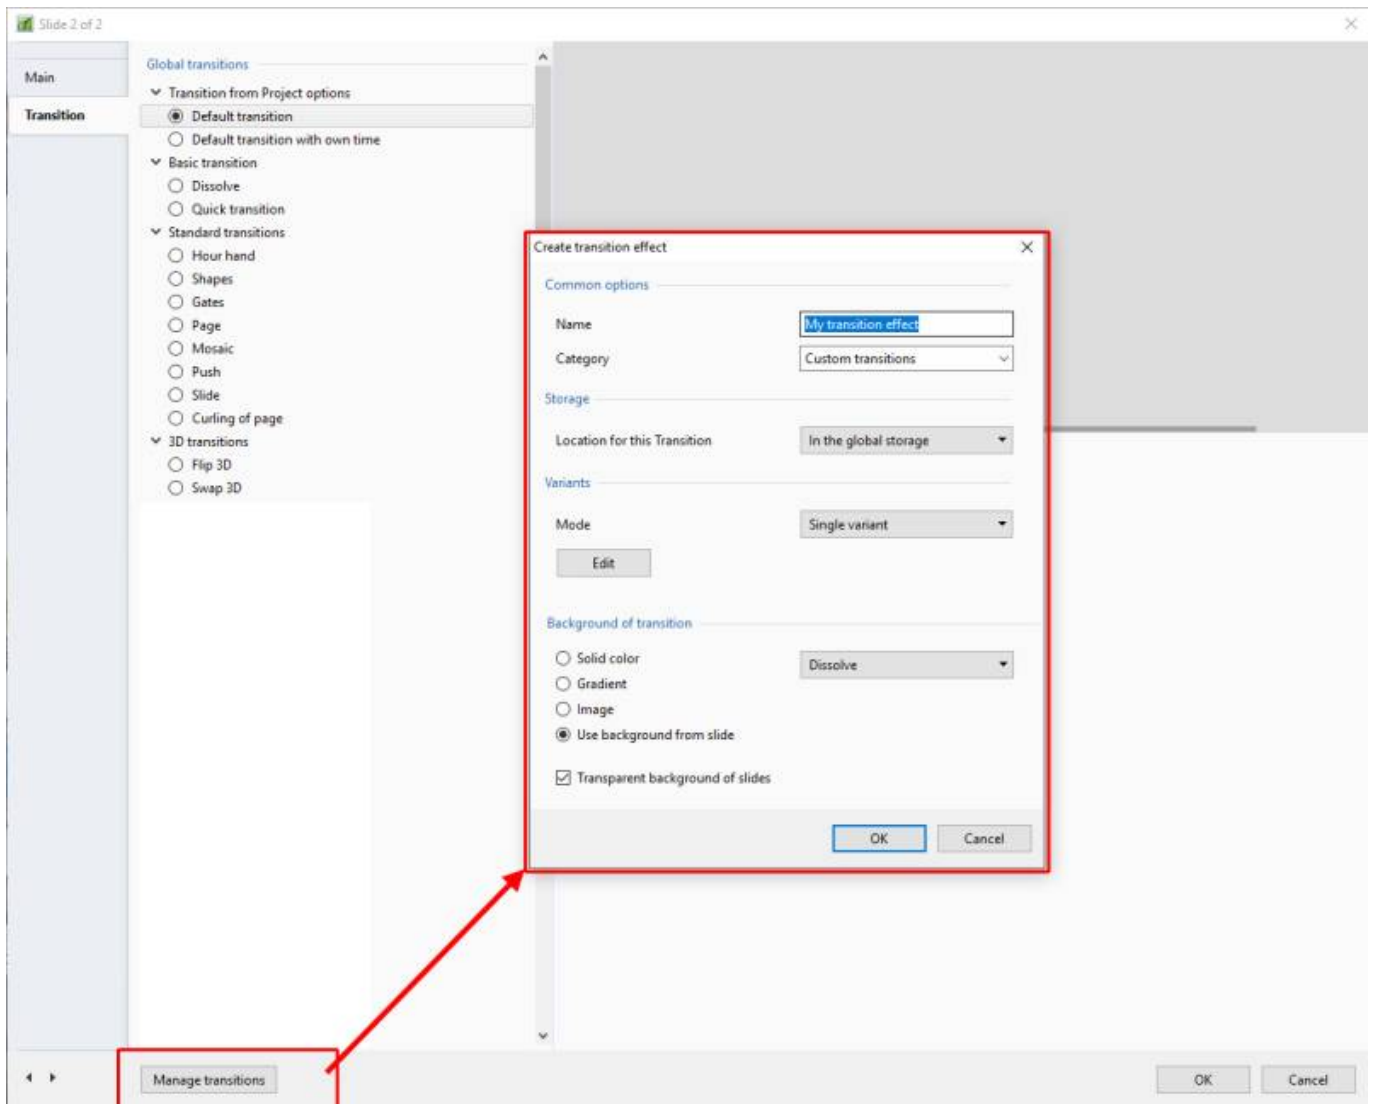 Slide 2 of 2
Main
Transition
Global transitions
Transition from Project options
Default transition
Default transition with own time
Basic transition
Dissolve
Quick transition
Standard transitions
Hour hand
Shapes
Gates
Page
Mosaic
Push
Slide
Curling of page
3D transitions
Flip 3D
Swap 3D
Create transition effect
Common options
Name My transition effect
Category Custom transitions
Storage
Location for this Transition In the global storage
Variants
Mode Single variant
Edit
Background of transition
Solid color Dissolve
Gradient
Image
Use background from slide
Transparent background of slides
OK Cancel
Manage transitions OK Cancel